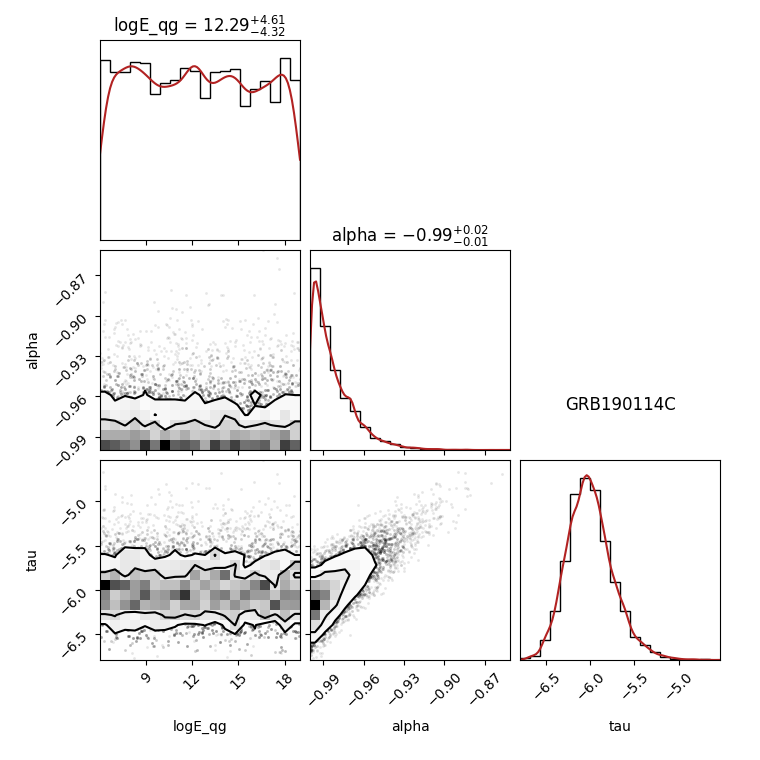 logE_qg = 12.29+4.61−4.32
alpha = −0.99+0.02−0.01
alpha
−0.87
−0.90
−0.93
−0.96
−0.99
GRB190114C
tau
−5.0
−5.5
−6.0
−6.5
9 12 15 18
−0.99 −0.96 −0.93 −0.90 −0.87
−6.5 −6.0 −5.5 −5.0
logE_qg alpha tau